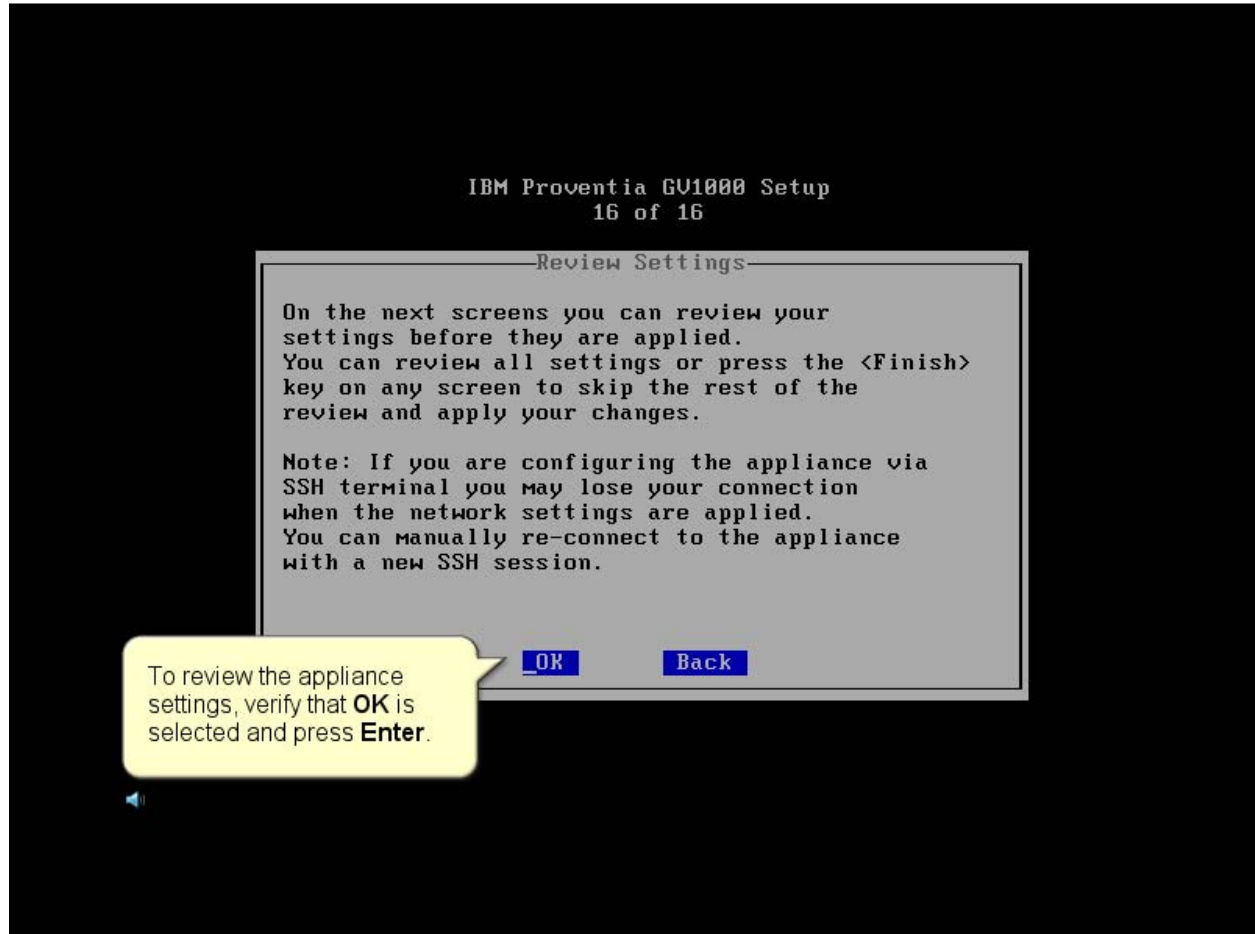 IBM Proventia GV1000 Setup
16 of 16
Review Settings
On the next screens you can review your
settings before they are applied.
You can review all settings or press the <Finish>
key on any screen to skip the rest of the
review and apply your changes.
Note: If you are configuring the appliance via
SSH terminal you may lose your connection
when the network settings are applied.
You can manually re-connect to the appliance
with a new SSH session.
OK Back
To review the appliance
settings, verify that OK is
selected and press Enter.